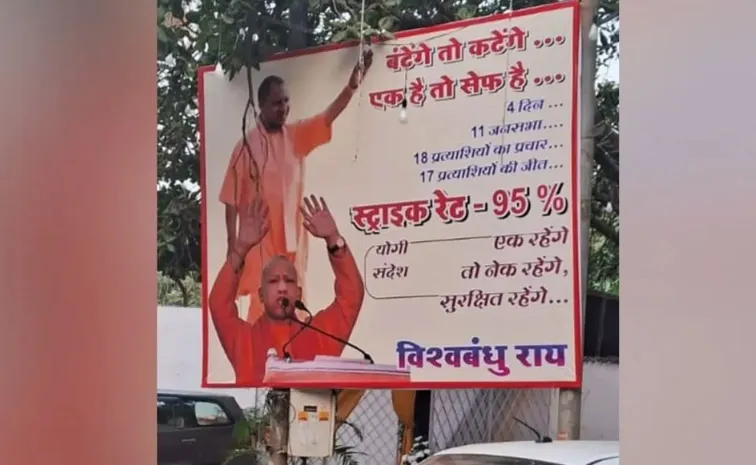 बंटेंगे तो कटेंगे ...
एक है तो सेफ है ...
4 दिन ...
11 जनसभा....
18 प्रत्याशियों का प्रचार...
17 प्रत्याशियों की जीत...
स्ट्राइक रेट - 95 %
योगी संदेश
एक रहेंगे
तो नेक रहेंगे,
सुरक्षित रहेंगे...
विश्वबंधु राय